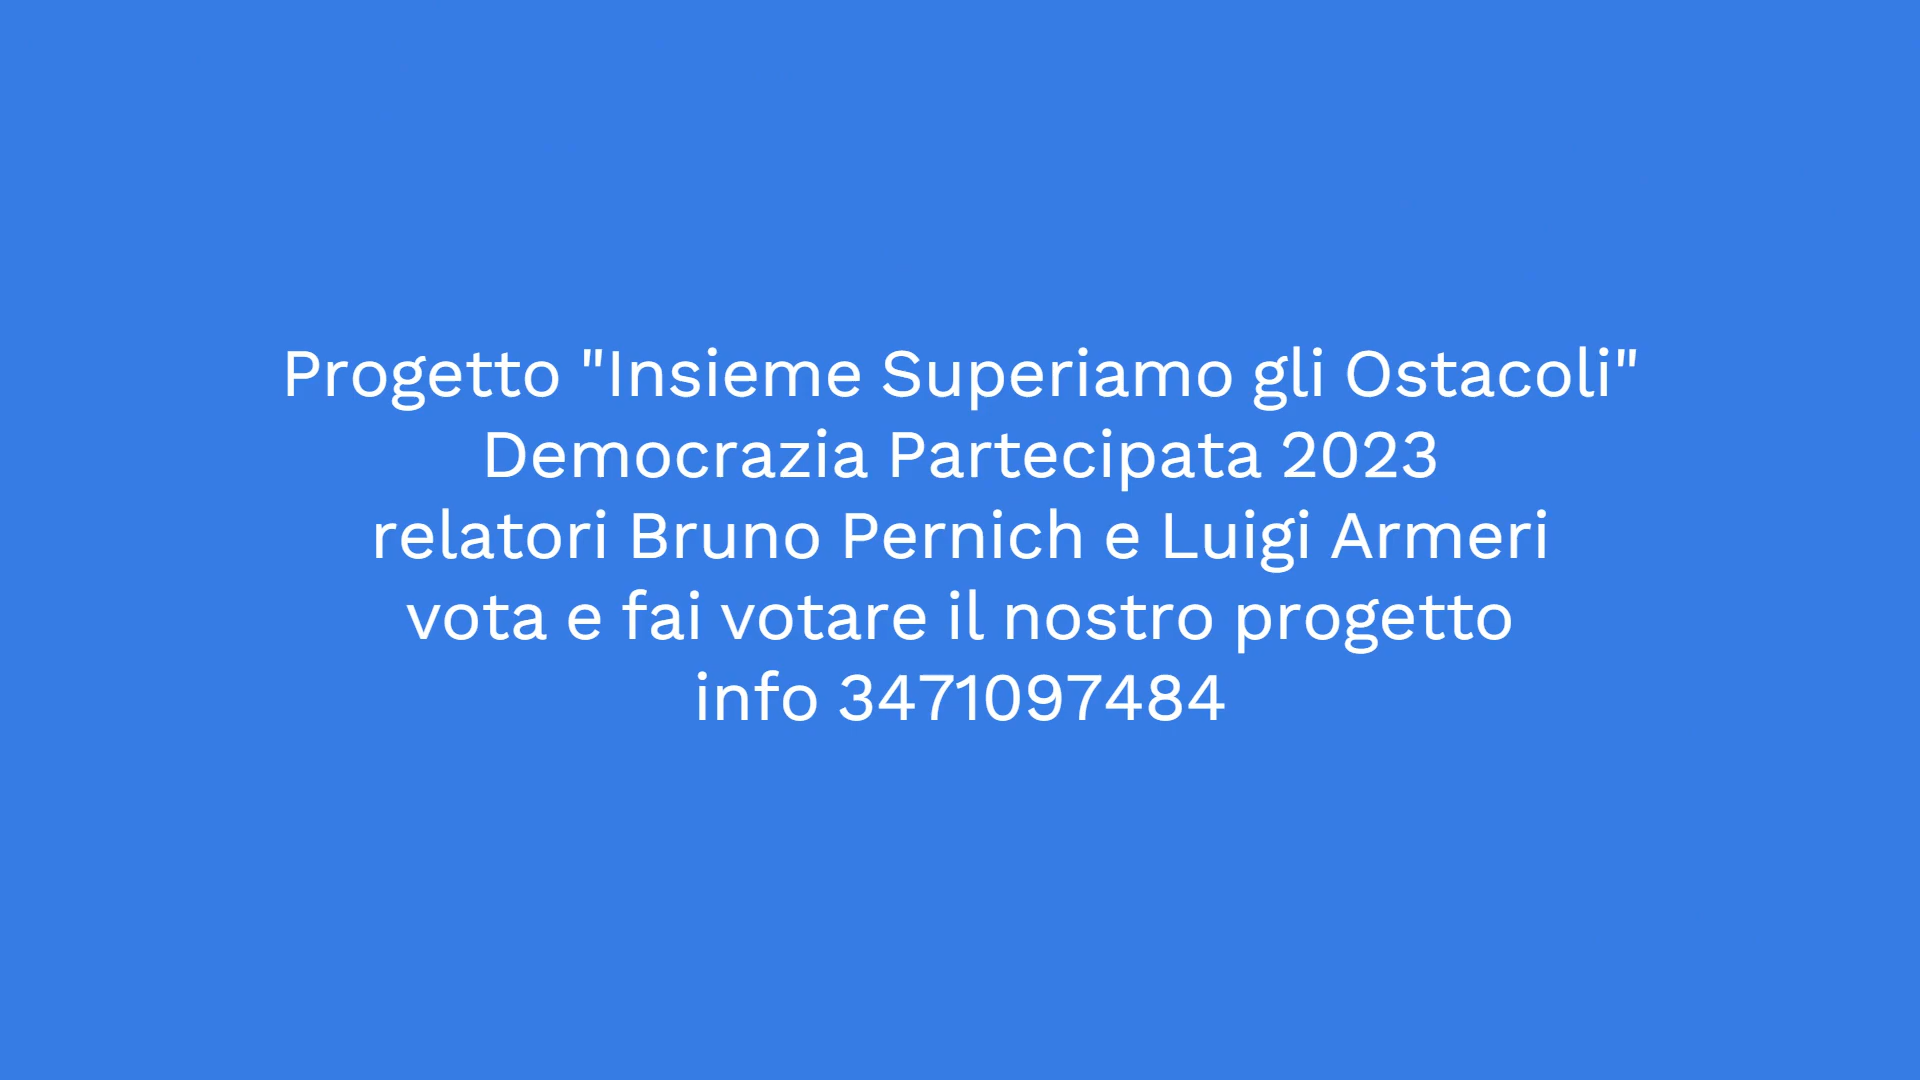 Progetto "Insieme Superiamo gli Ostacoli"
Democrazia Partecipata 2023
relatori Bruno Pernich e Luigi Armeri
vota e fai votare il nostro progetto
info 3471097484